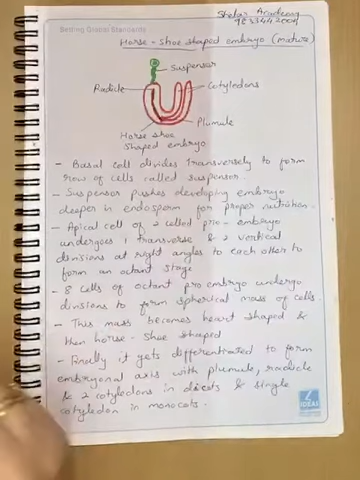 Setting Global Standards
Stelar Academy
9833442004
Horse-Shoe shaped embryo (mature)
Suspensor
Radicle
Cotyledons
Plumule
Horse shoe
Shaped embryo
- Basal cell divides transversely to form
row of cells called suspensor.
- Suspensor pushes developing embryo
deeper in endosperm for proper nutrition.
- Apical cell of 2 celled pro-embryo
undergoes 1 transverse & 2 vertical
divisions at right angles to each other to
form an octant stage
- 8 cells of octant pro embryo undergo
divisions to form spherical mass of cells.
- This mass becomes heart shaped &
then horse-shoe shaped
- Finally it gets differentiated to form
embryonal axis with plumule, radicle
& 2 cotyledons in dicots & single
cotyledon in monocots.
IDEAL